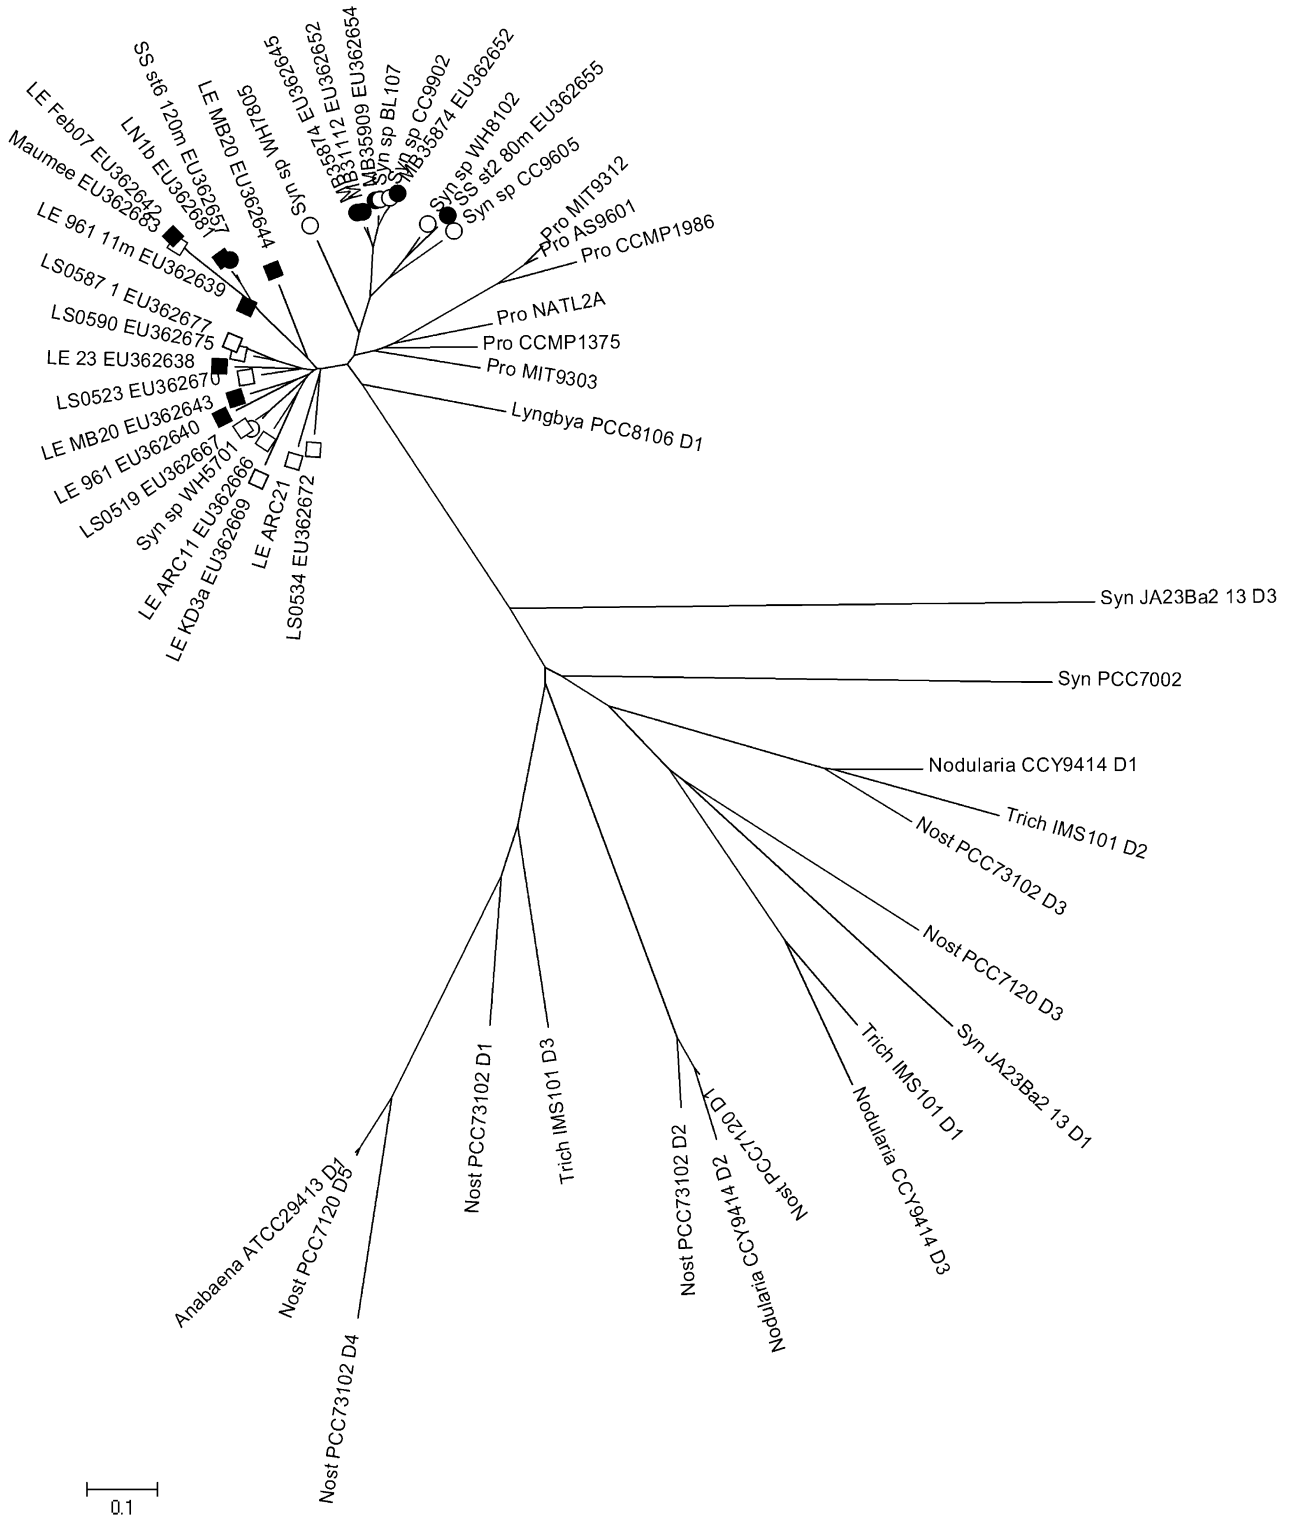 LE Feb07 EU362642
Maumee EU362683
SS st6 120m EU362657
LN1b EU362681
LE MB20 EU362644
LE 961 11m EU362639
LS0587 1 EU362677
LS0590 EU362675
LE 23 EU362638
LS0523 EU362670
LE MB20 EU362643
LE 961 EU362640
LS0519 EU362667
Syn sp WH5701
LE ARC11 EU362666
LE KD3a EU362669
LE ARC21
LS0534 EU362672
Syn sp WH7805
MB35874 EU362645
MB31112 EU362652
MB35909 EU362654
Syn sp BL107
Syn sp CC9902
MB35874 EU362652
Syn sp WH8102
SS st2 80m EU362655
Syn sp CC9605
Pro MIT9312
Pro AS9601
Pro CCMP1986
Pro NATL2A
Pro CCMP1375
Pro MIT9303
Lyngbya PCC8106 D1
Syn JA23Ba2 13 D3
Syn PCC7002
Nodularia CCY9414 D1
Trich IMS101 D2
Nost PCC73102 D3
Nost PCC7120 D3
Syn JA23Ba2 13 D1
Trich IMS101 D1
Nodularia CCY9414 D3
Nost PCC7120 D1
Nodularia CCY9414 D2
Nost PCC73102 D2
Trich IMS101 D3
Nost PCC73102 D1
Anabaena ATCC29413 D1
Nost PCC7120 D5
Nost PCC73102 D4
0.1